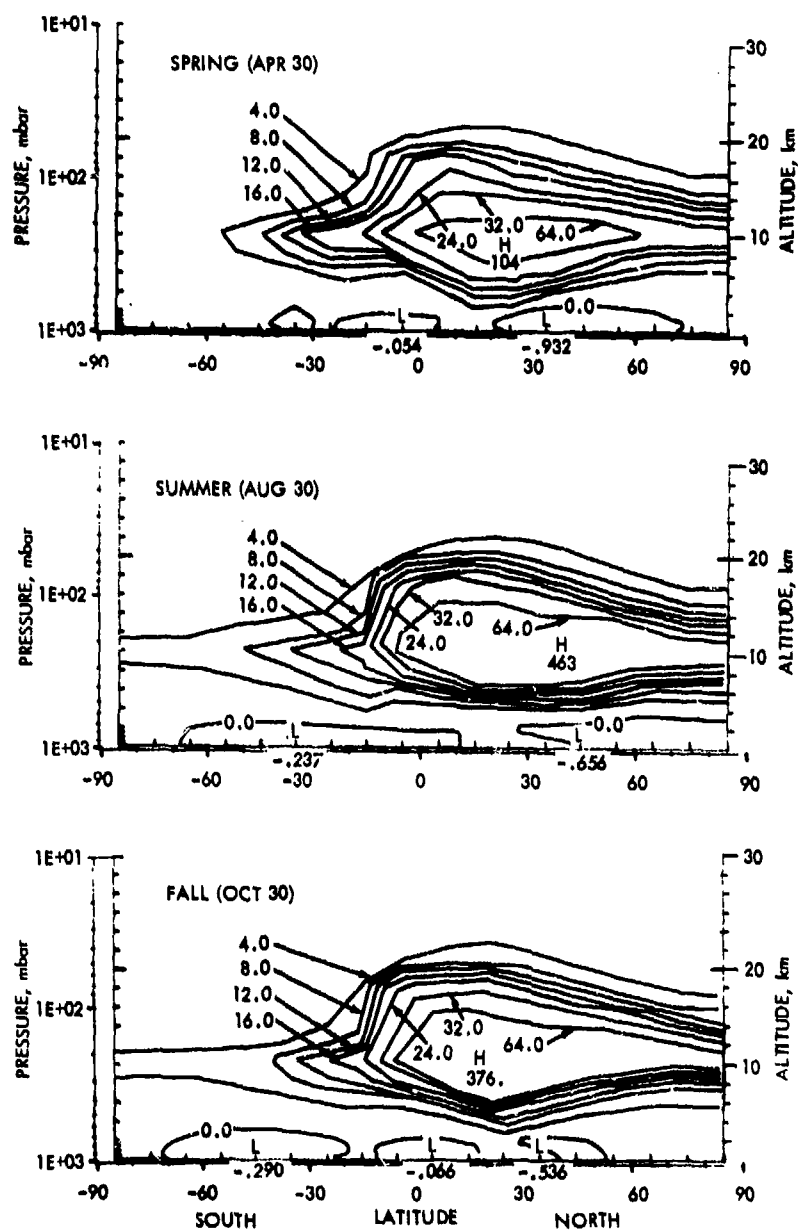 1E+01
30
SPRING (APR 30)
4.0
8.0
20
12.0
1E+02
16.0
PRESSURE, mbar
ALTITUDE, km
32.0
24.0 H 64.0
104
10
0.0
L L
1E+03
0
-.054 -.932
-90 -60 -30 0 30 60 90
1E+01
30
SUMMER (AUG 30)
4.0
8.0
20
12.0
1E+02
16.0
PRESSURE, mbar
ALTITUDE, km
32.0 64.0
24.0 H
463
10
0.0 -0.0
L L
1E+03
-.237 -.656
-90 -60 -30 0 30 60 90
1E+01
30
FALL (OCT 30)
4.0
20
8.0
12.0
1E+02
16.0
PRESSURE, mbar
ALTITUDE, km
32.0
24.0 H 64.0
376.
10
0.0
L L L
1E+03
0
-.290 -.066 -.536
-90 -60 -30 0 30 60 90
SOUTH LATITUDE NORTH